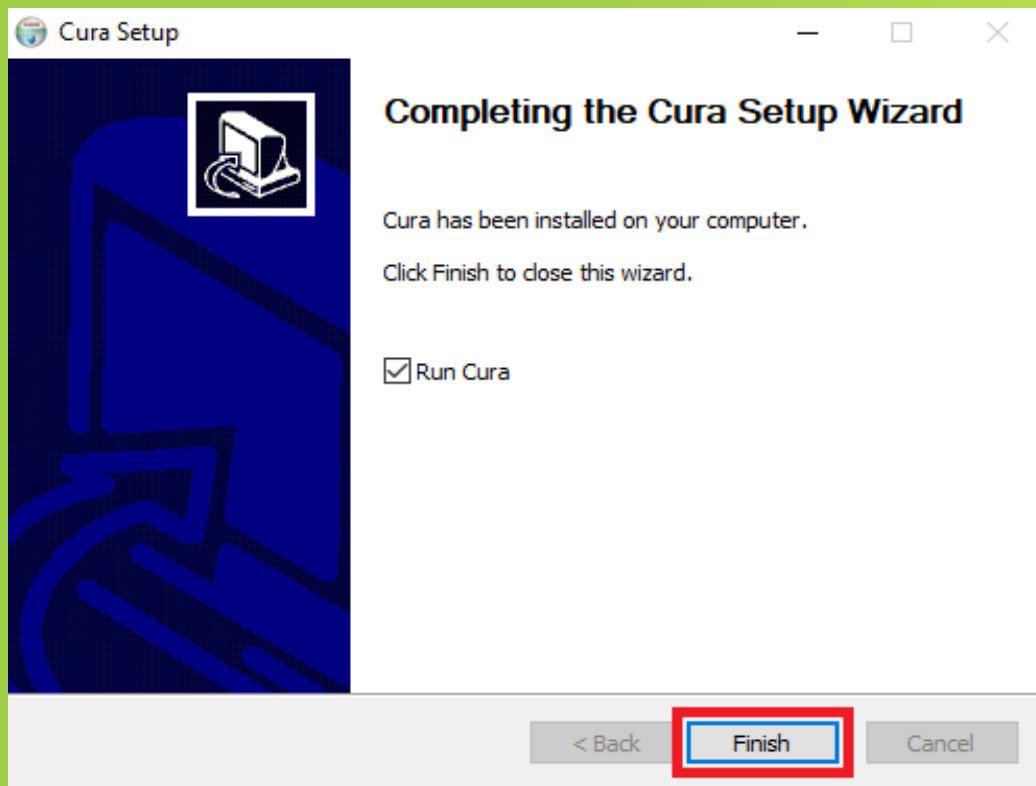 Cura Setup
Completing the Cura Setup Wizard
Cura has been installed on your computer.
Click Finish to close this wizard.
Run Cura
< Back
Finish
Cancel